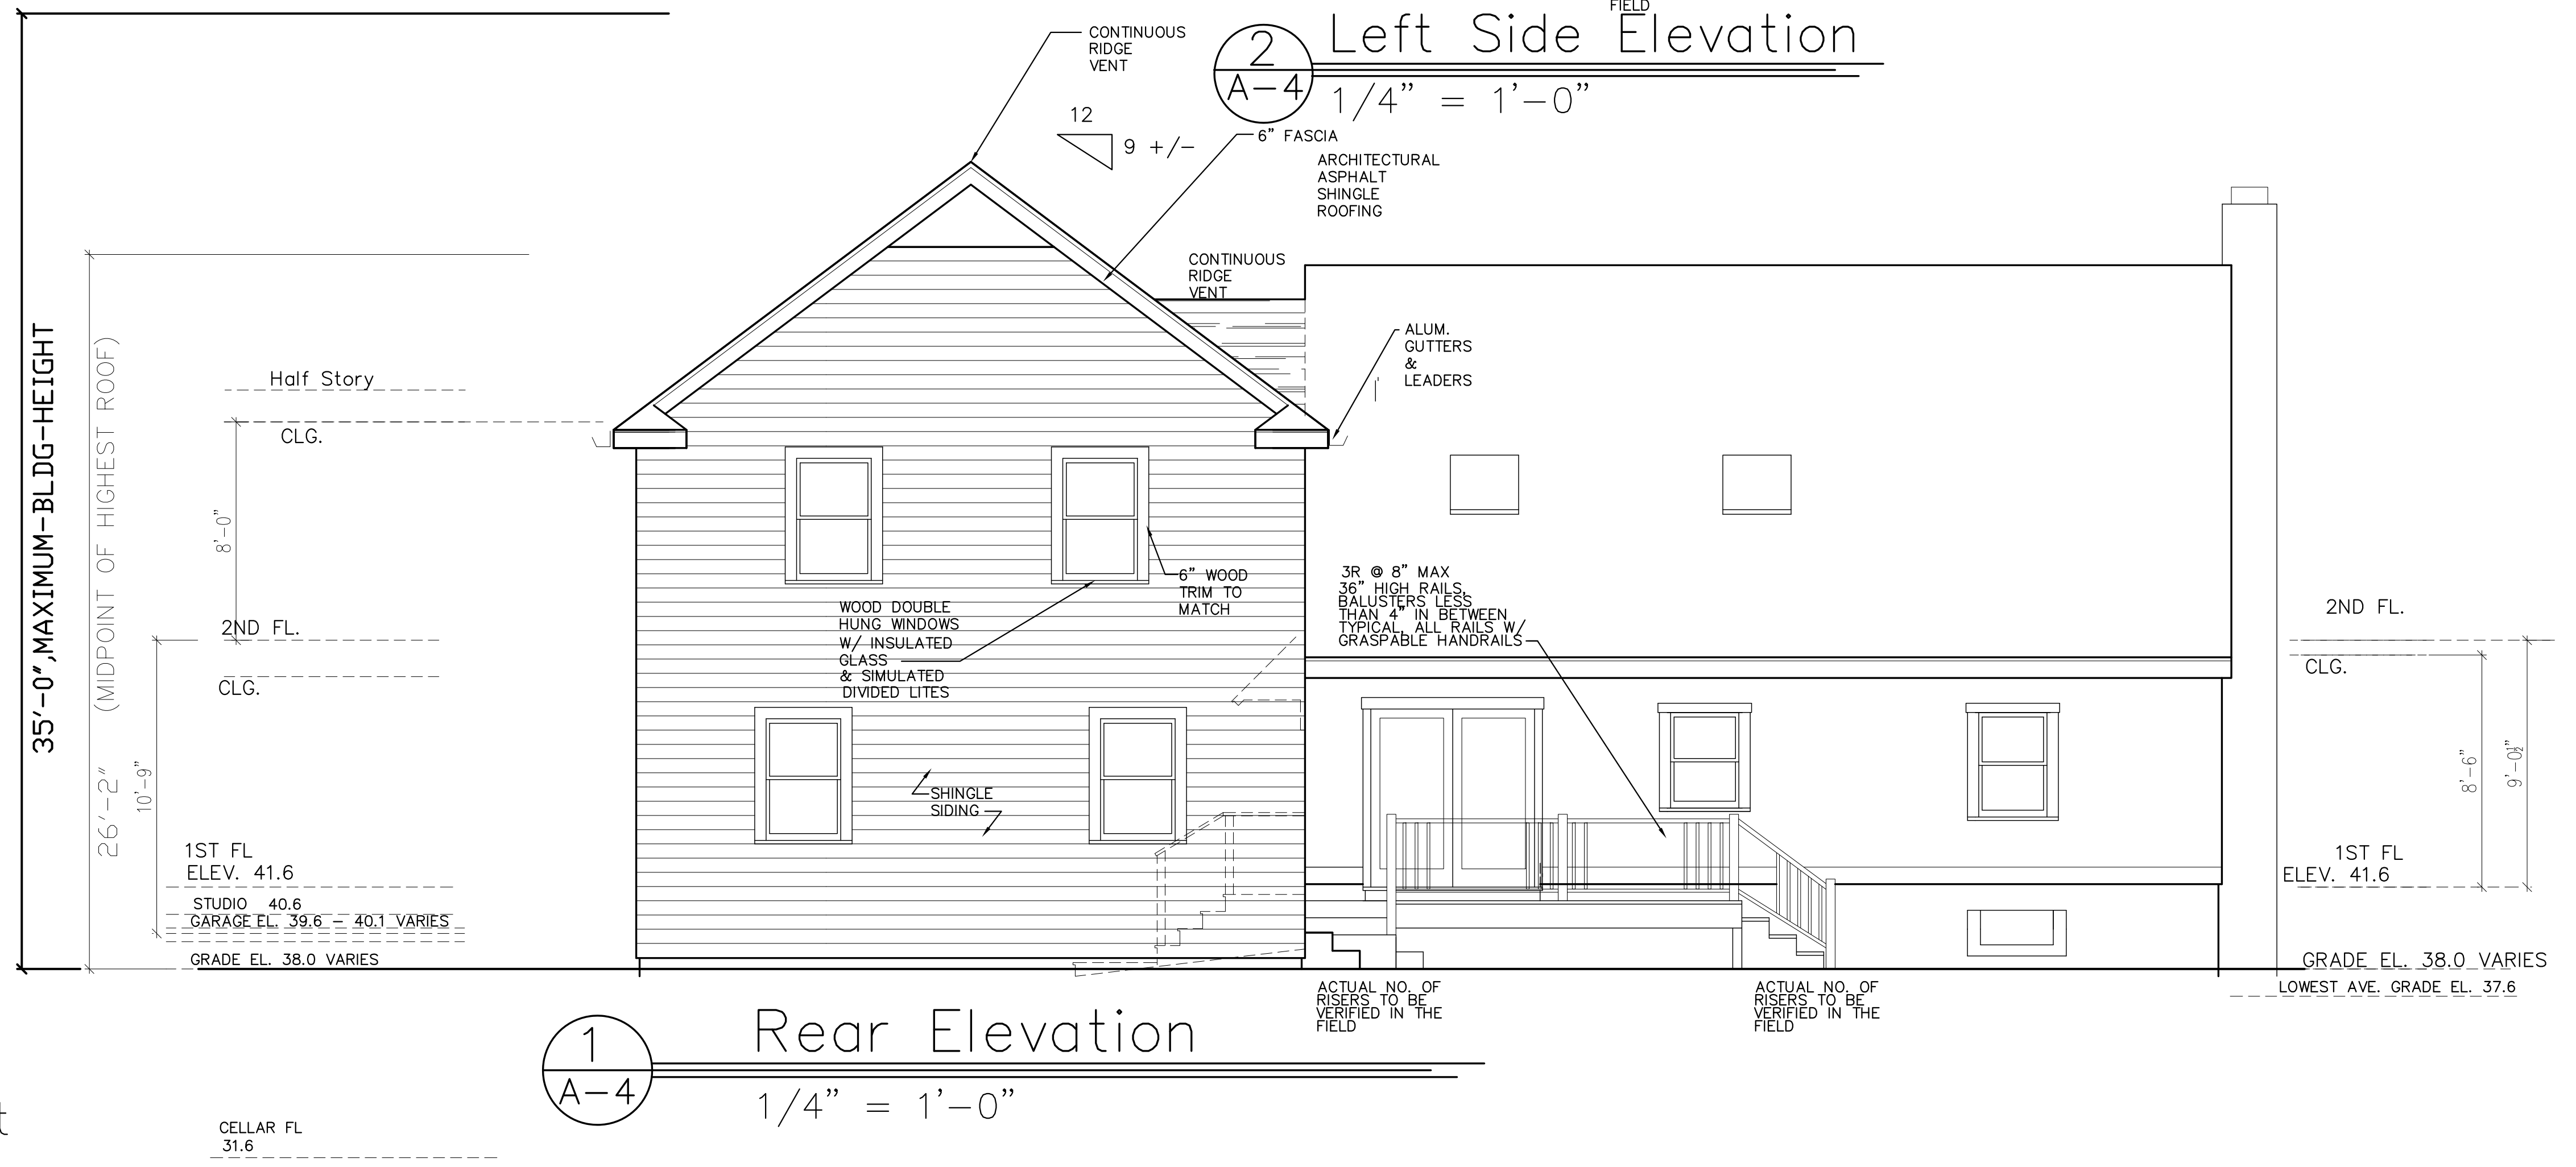 FIELD
2
A-4
Left Side Elevation
1/4" = 1'-0"
CONTINUOUS
RIDGE
VENT
12
9 +/-
6" FASCIA
ARCHITECTURAL
ASPHALT
SHINGLE
ROOFING
CONTINUOUS
RIDGE
VENT
ALUM.
GUTTERS
&
LEADERS
35'-0",MAXIMUM-BLIDG-HEIGHT
26'-2" (MIDPOINT OF HIGHEST ROOF)
Half Story
CLG.
8'-0"
2ND FL.
CLG.
10'-9"
1ST FL
ELEV. 41.6
STUDIO 40.6
GARAGE EL. 39.6 - 40.1 VARIES
GRADE EL. 38.0 VARIES
6" WOOD
TRIM TO
MATCH
WOOD DOUBLE
HUNG WINDOWS
W/ INSULATED
GLASS
& SIMULATED
DIVIDED LITES
SHINGLE
SIDING
3R @ 8" MAX
36" HIGH RAILS,
BALUSTERS LESS
THAN 4" IN BETWEEN
TYPICAL, ALL RAILS W/
GRASPABLE HANDRAILS
2ND FL.
CLG.
8'-6"
9'-0½"
1ST FL
ELEV. 41.6
GRADE EL. 38.0 VARIES
LOWEST AVE. GRADE EL. 37.6
ACTUAL NO. OF
RISERS TO BE
VERIFIED IN THE
FIELD
ACTUAL NO. OF
RISERS TO BE
VERIFIED IN THE
FIELD
1
A-4
Rear Elevation
1/4" = 1'-0"
t
CELLAR FL
31.6